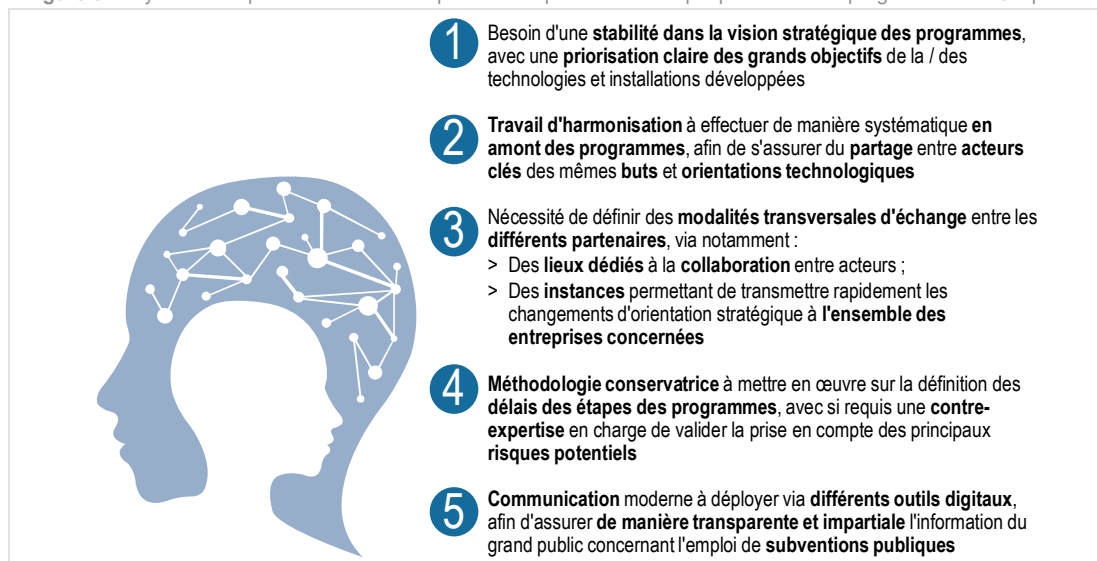 1
Besoin d'une stabilité dans la vision stratégique des programmes,
avec une priorisation claire des grands objectifs de la / des
technologies et installations développées
2
Travail d'harmonisation à effectuer de manière systématique en
amont des programmes, afin de s'assurer du partage entre acteurs
clés des mêmes buts et orientations technologiques
3
Nécessité de définir des modalités transversales d'échange entre les
différents partenaires, via notamment :
> Des lieux dédiés à la collaboration entre acteurs ;
> Des instances permettant de transmettre rapidement les
changements d'orientation stratégique à l'ensemble des
entreprises concernées
4
Méthodologie conservatrice à mettre en œuvre sur la définition des
délais des étapes des programmes, avec si requis une contre-
expertise en charge de valider la prise en compte des principaux
risques potentiels
5
Communication moderne à déployer via différents outils digitaux,
afin d'assurer de manière transparente et impartiale l'information du
grand public concernant l'emploi de subventions publiques